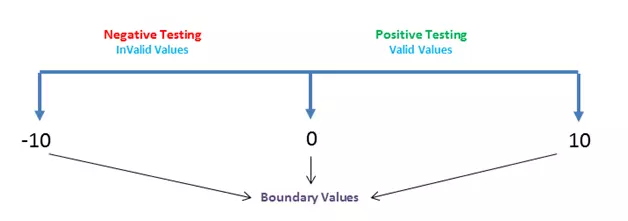 Negative Testing
InValid Values
Positive Testing
Valid Values
-10
0
10
Boundary Values